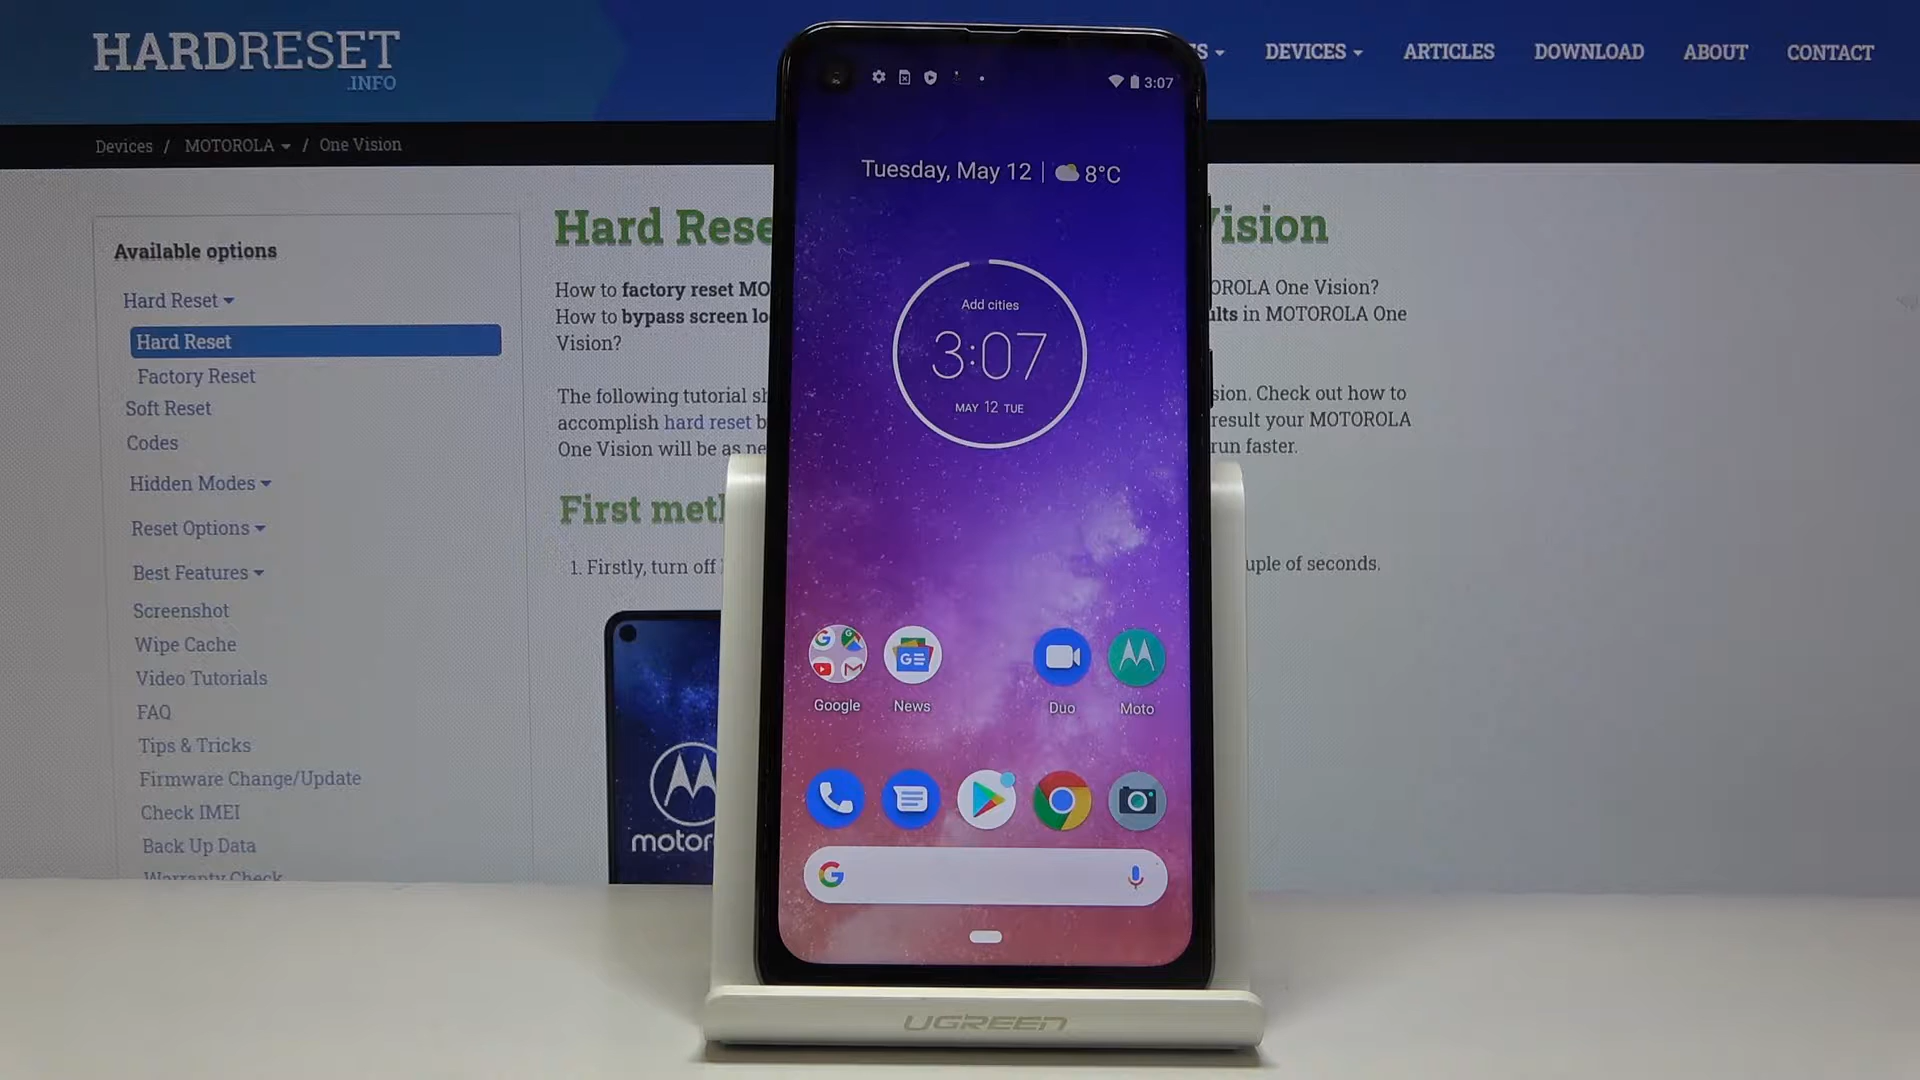 HARDRESET
.INFO
S
DEVICES
ARTICLES
DOWNLOAD
ABOUT
CONTACT
Devices / MOTOROLA / One Vision
Available options
Hard Reset
Hard Reset
Factory Reset
Soft Reset
Codes
Hidden Modes
Reset Options
Best Features
Screenshot
Wipe Cache
Video Tutorials
FAQ
Tips & Tricks
Firmware Change/Update
Check IMEI
Back Up Data
Warranty Check
Hard Rese
Vision
How to factory reset MO
OROLA One Vision?
How to bypass screen lo
ults in MOTOROLA One
Vision?
The following tutorial sh
sion. Check out how to
accomplish hard reset b
result your MOTOROLA
One Vision will be as ne
run faster.
First met
1. Firstly, turn off
uple of seconds.
motor
3:07
Tuesday, May 12 | 8°C
Add cities
3:07
MAY 12 TUE
GE
Google
News
Duo
Moto
UGREEN